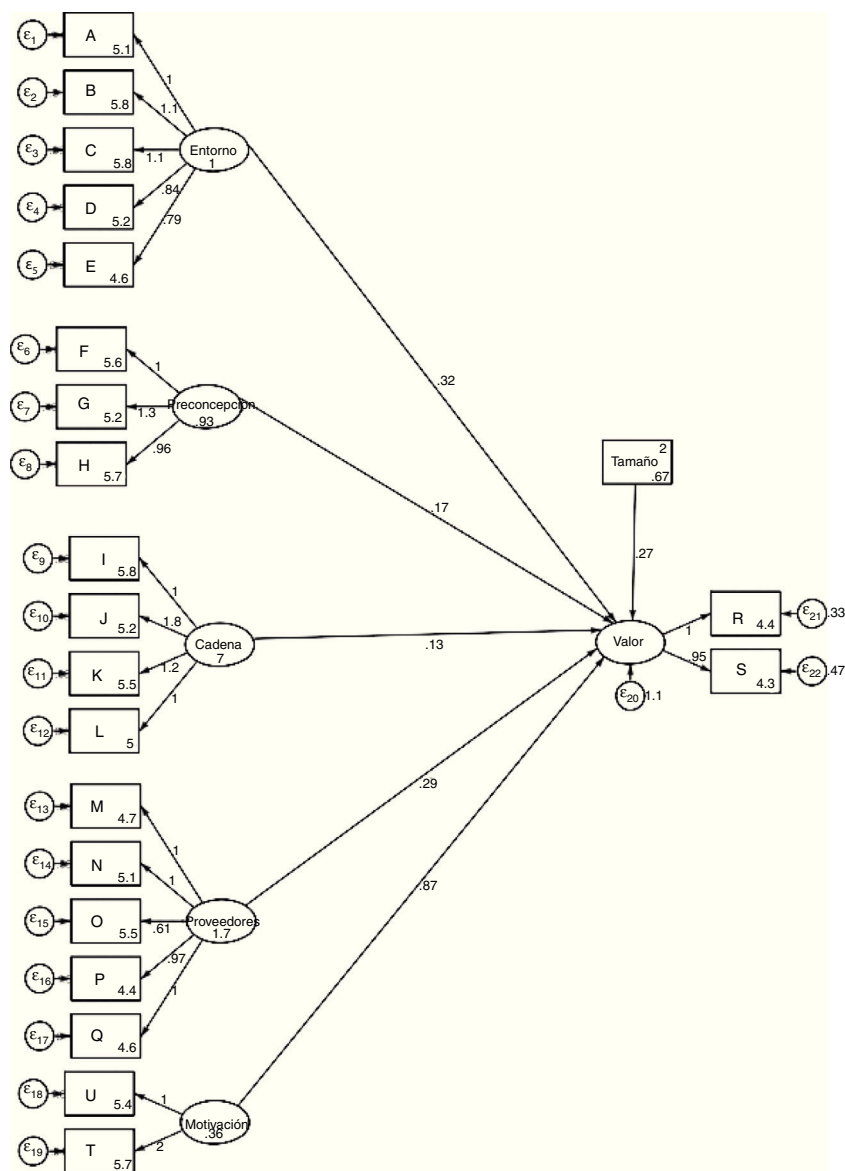 ε1
A
5.1
1
ε2
B
5.8
1.1
ε3
C
5.8
1.1
Entorno
1
ε4
D
5.2
.84
ε5
E
4.6
.79
.32
ε6
F
5.6
1
ε7
G
5.2
1.3
Preconcepción
.93
ε8
H
5.7
.96
.17
Tamaño
2
.67
.27
ε9
I
5.8
1
ε10
J
5.2
1.8
ε11
K
5.5
1.2
Cadena
7
ε12
L
5
1
.13
Valor
ε20
1.1
1
R
4.4
ε21
.33
.95
S
4.3
ε22
.47
ε13
M
4.7
1
ε14
N
5.1
1
ε15
O
5.5
.61
Proveedores
1.7
ε16
P
4.4
.97
ε17
Q
4.6
1
.29
.87
ε18
U
5.4
1
ε19
T
5.7
2
Motivación
.36